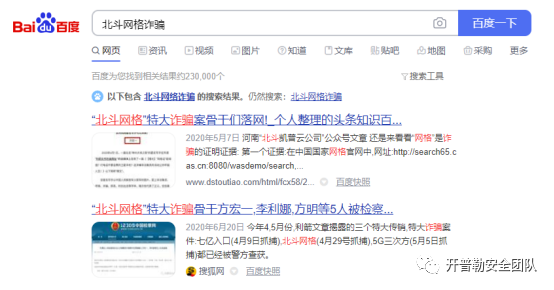 Bai du 百度
北斗网格诈骗
百度一下
网页 资讯 视频 图片 知道 文库 贴吧 地图 采购 更多
百度为您找到相关结果约230,000个
搜索工具
以下包含 北斗网格诈骗 的搜索结果。仍然搜索: 北斗网格诈骗
“北斗网格”特大诈骗案骨干们落网!_个人整理的头条知识百...
2020年5月7日 河南“北斗凯普云公司”公众号文章 还是来看看“网格”是诈
骗的证明证据: 第一个证据:在中国国家网格官网中,网址:http://search65.c
as.cn:8080/wasdemo/search,...
www.dstoutiao.com/html/fcx58/2... 百度快照
“北斗网格”特大诈骗骨干方宏一,李利娜,方明等5人被检察...
2020年6月20日 今年4,5月份,利箭文章揭露的三个特大传销,特大诈骗案
件:七亿入口(4月9日抓捕),北斗网格(4月29号抓捕),5G三次方(5月5日抓
捕)都已经被警方查获。
搜狐网 百度快照
开普勒安全团队